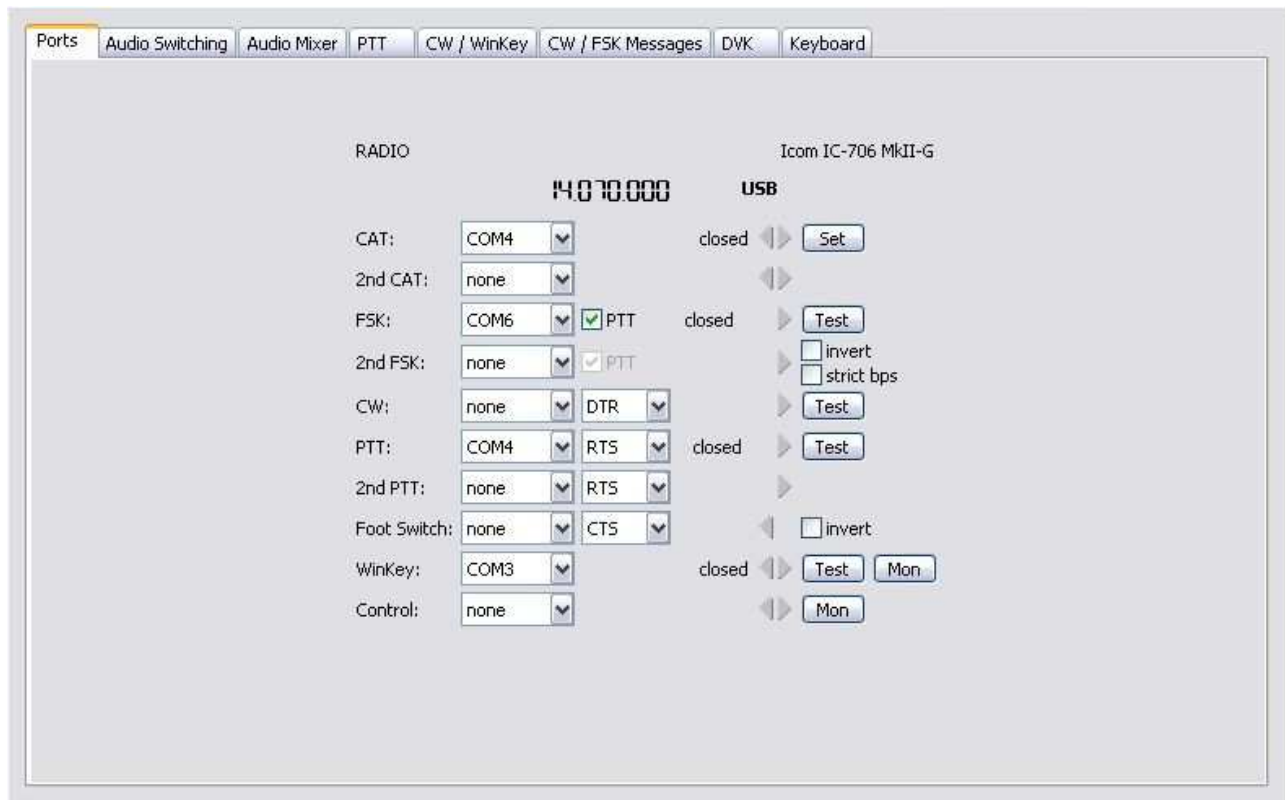 Ports Audio Switching Audio Mixer PTT CW / WinKey CW / FSK Messages DVK Keyboard
RADIO Icom IC-706 MkII-G
14.070.000 USB
CAT: COM4 closed Set
2nd CAT: none
FSK: COM6 PTT closed Test
2nd FSK: none PTT invert
strict bps
CW: none DTR Test
PTT: COM4 RTS closed Test
2nd PTT: none RTS
Foot Switch: none CTS invert
WinKey: COM3 closed Test Mon
Control: none Mon